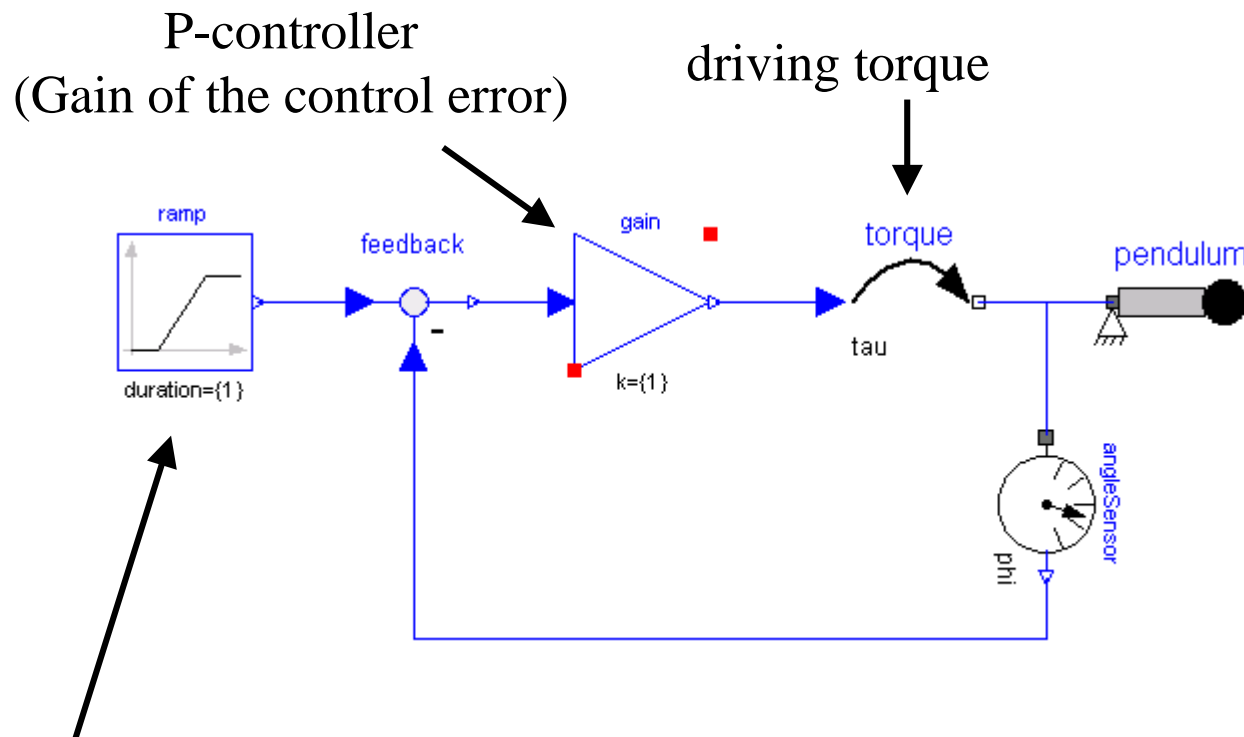 P-controller
(Gain of the control error)
driving torque
ramp
feedback
gain
torque
pendulum
-
tau
duration={1}
k={1}
angleSensor
phi